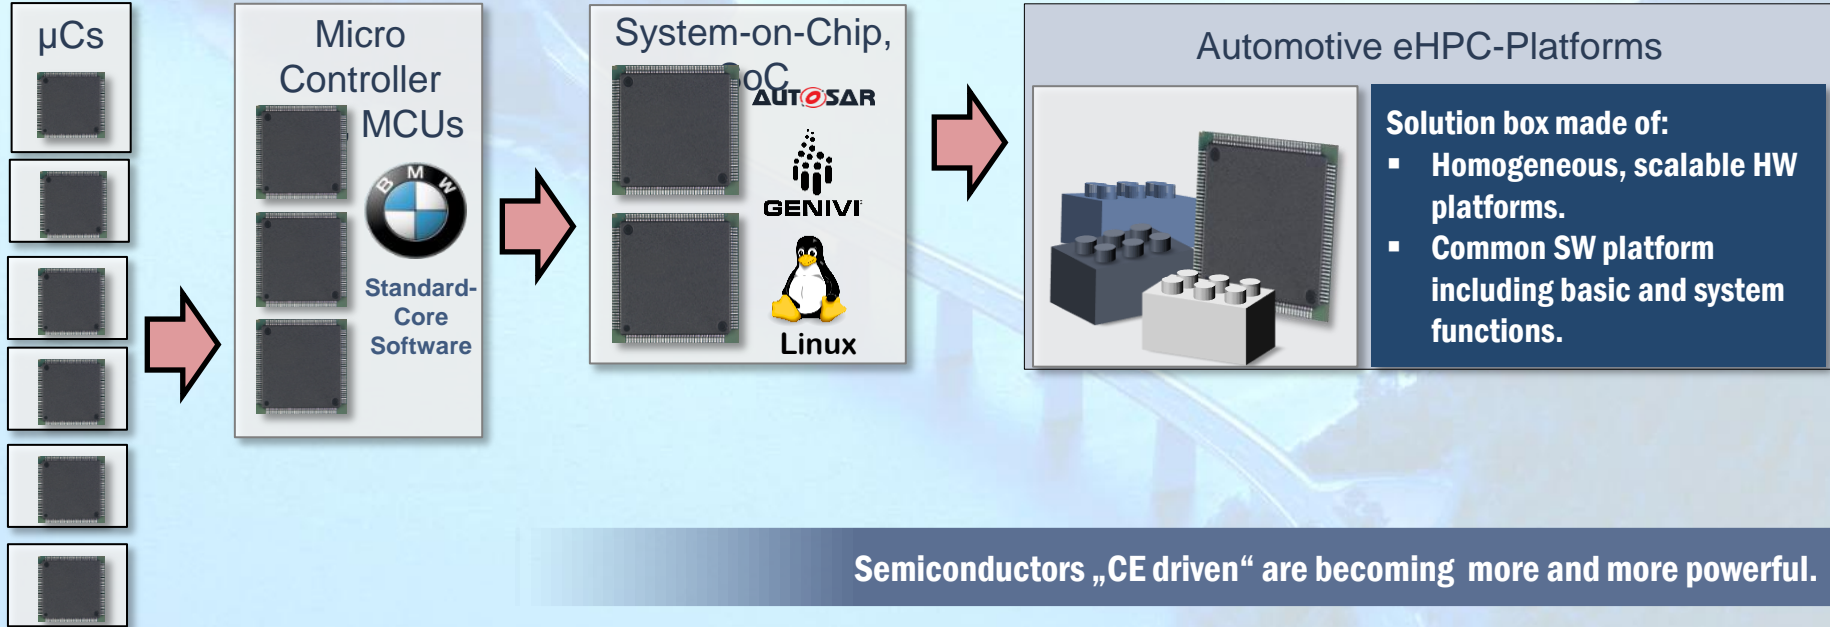 µCs
Micro
Controller
MCUs
BMW
Standard-
Core
Software
System-on-Chip,
SoC
AUTOSAR
GENIVI
Linux
Automotive eHPC-Platforms
Solution box made of:
▪ Homogeneous, scalable HW
platforms.
▪ Common SW platform
including basic and system
functions.
Semiconductors „CE driven“ are becoming more and more powerful.